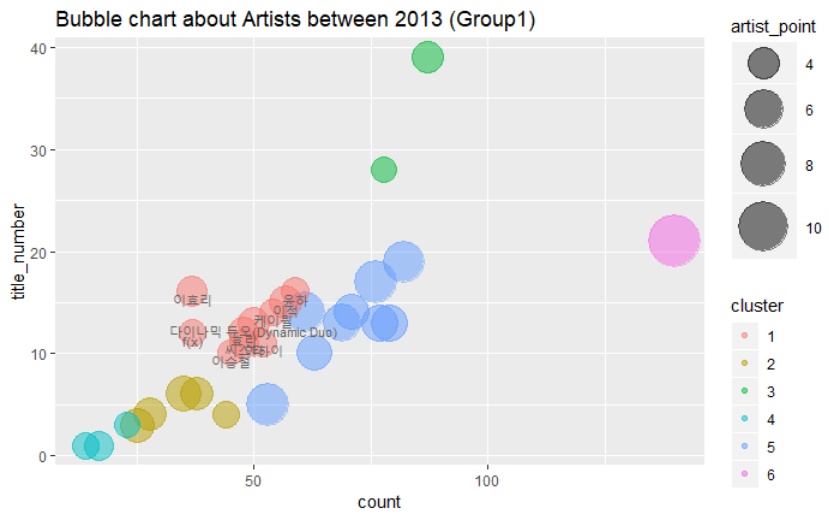 Bubble chart about Artists between 2013 (Group1)
40
30
20
10
0
title_number
50
100
count
이효리
윤하
케이윌
다이나믹 듀오(Dynamic Duo)
f(x)
이승철
artist_point
4
6
8
10
cluster
1
2
3
4
5
6